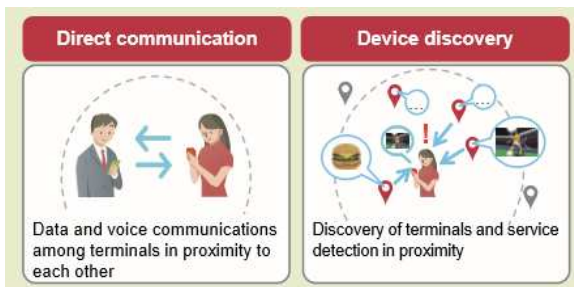 Direct communication
Data and voice communications
among terminals in proximity to
each other
Device discovery
Discovery of terminals and service
detection in proximity